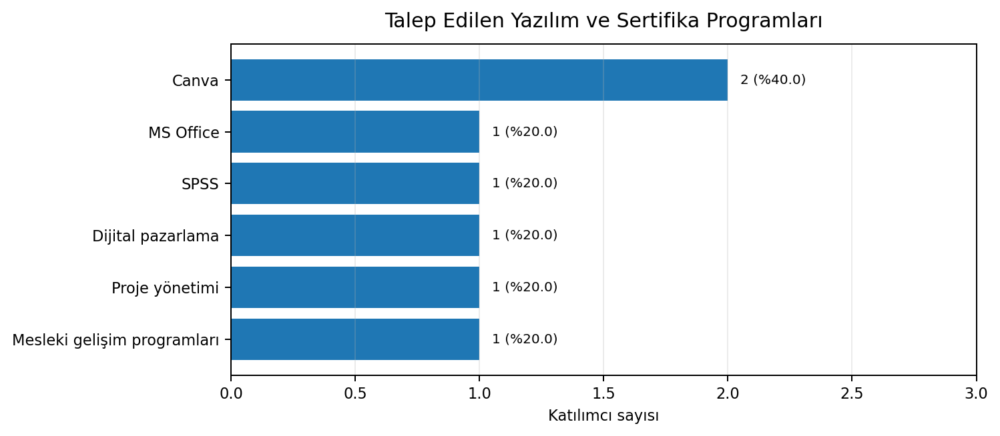 Talep Edilen Yazılım ve Sertifika Programları
Canva 2 (%40.0)
MS Office 1 (%20.0)
SPSS 1 (%20.0)
Dijital pazarlama 1 (%20.0)
Proje yönetimi 1 (%20.0)
Mesleki gelişim programları 1 (%20.0)
0.0 0.5 1.0 1.5 2.0 2.5 3.0
Katılımcı sayısı